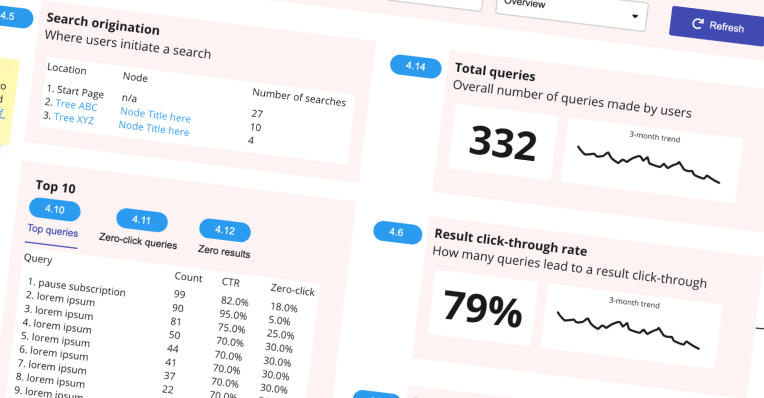 4.5
Search origination
Where users initiate a search
Location Node Number of searches
1. Start Page n/a 27
2. Tree ABC Node Title here 10
3. Tree XYZ Node Title here 4
Top 10
4.10 4.11 4.12
Top queries Zero-click queries Zero results
Query Count CTR Zero-click
1. pause subscription 99 82.0% 18.0%
2. lorem ipsum 90 95.0% 5.0%
3. lorem ipsum 81 75.0% 25.0%
4. lorem ipsum 50 70.0% 30.0%
5. lorem ipsum 44 70.0% 30.0%
6. lorem ipsum 41 70.0% 30.0%
7. lorem ipsum 37 70.0% 30.0%
8. lorem ipsum 22 70.0%
9. lorem ipsum
Overview
Refresh
4.14
Total queries
Overall number of queries made by users
332
3-month trend
4.6
Result click-through rate
How many queries lead to a result click-through
79%
3-month trend